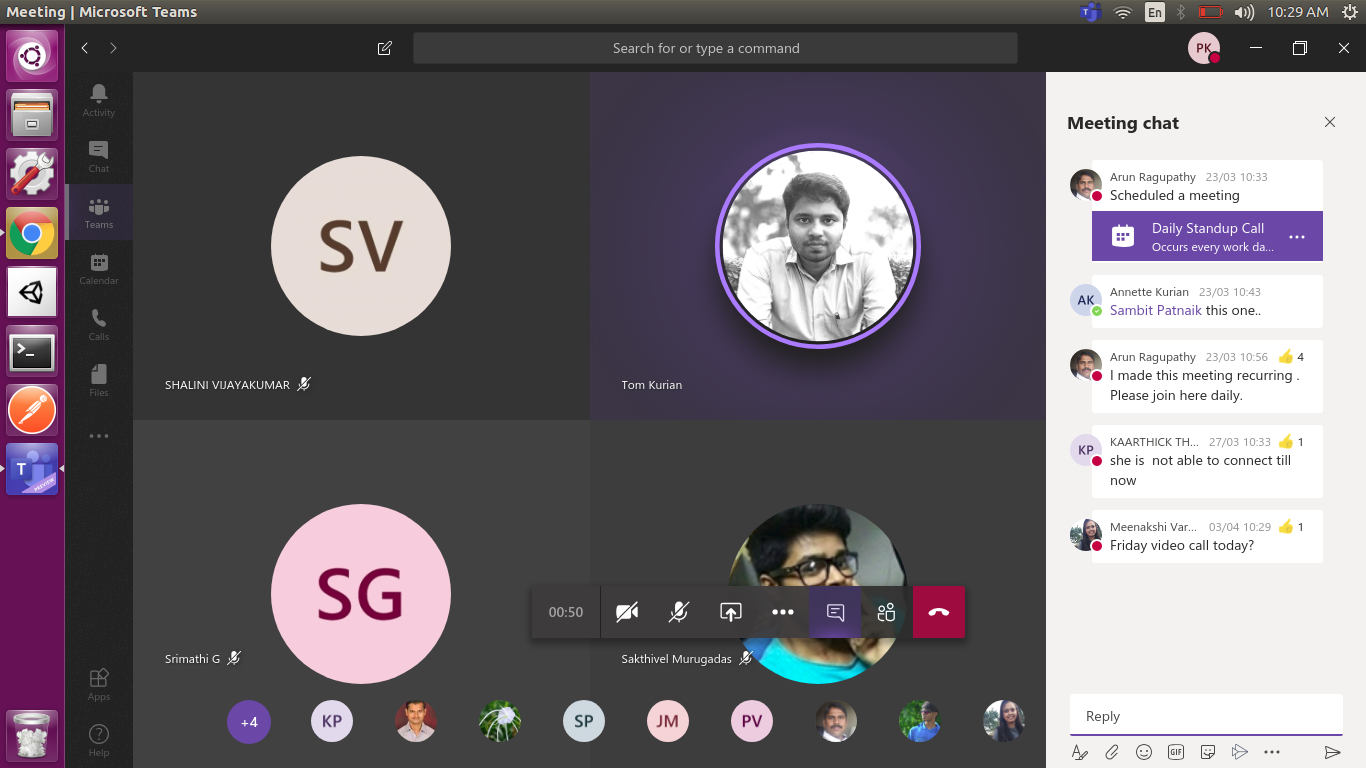 Meeting | Microsoft Teams
En
10:29 AM
Search for or type a command
PK
Activity
Chat
Teams
Calendar
Calls
Files
Apps
Help
T
PREVIEW
SV
SHALINI VIJAYAKUMAR
Tom Kurian
SG
Srimathi G
Sakthivel Murugadas
00:50
+4
KP
SP
JM
PV
Meeting chat
Arun Ragupathy 23/03 10:33
Scheduled a meeting
Daily Standup Call
Occurs every work da...
AK
Annette Kurian 23/03 10:43
Sambit Patnaik this one..
Arun Ragupathy 23/03 10:56 👍 4
I made this meeting recurring .
Please join here daily.
KP
KAARTHICK TH... 27/03 10:33 👍 1
she is  not able to connect till
now
Meenakshi Var... 03/04 10:29 👍 1
Friday video call today?
Reply
GIF